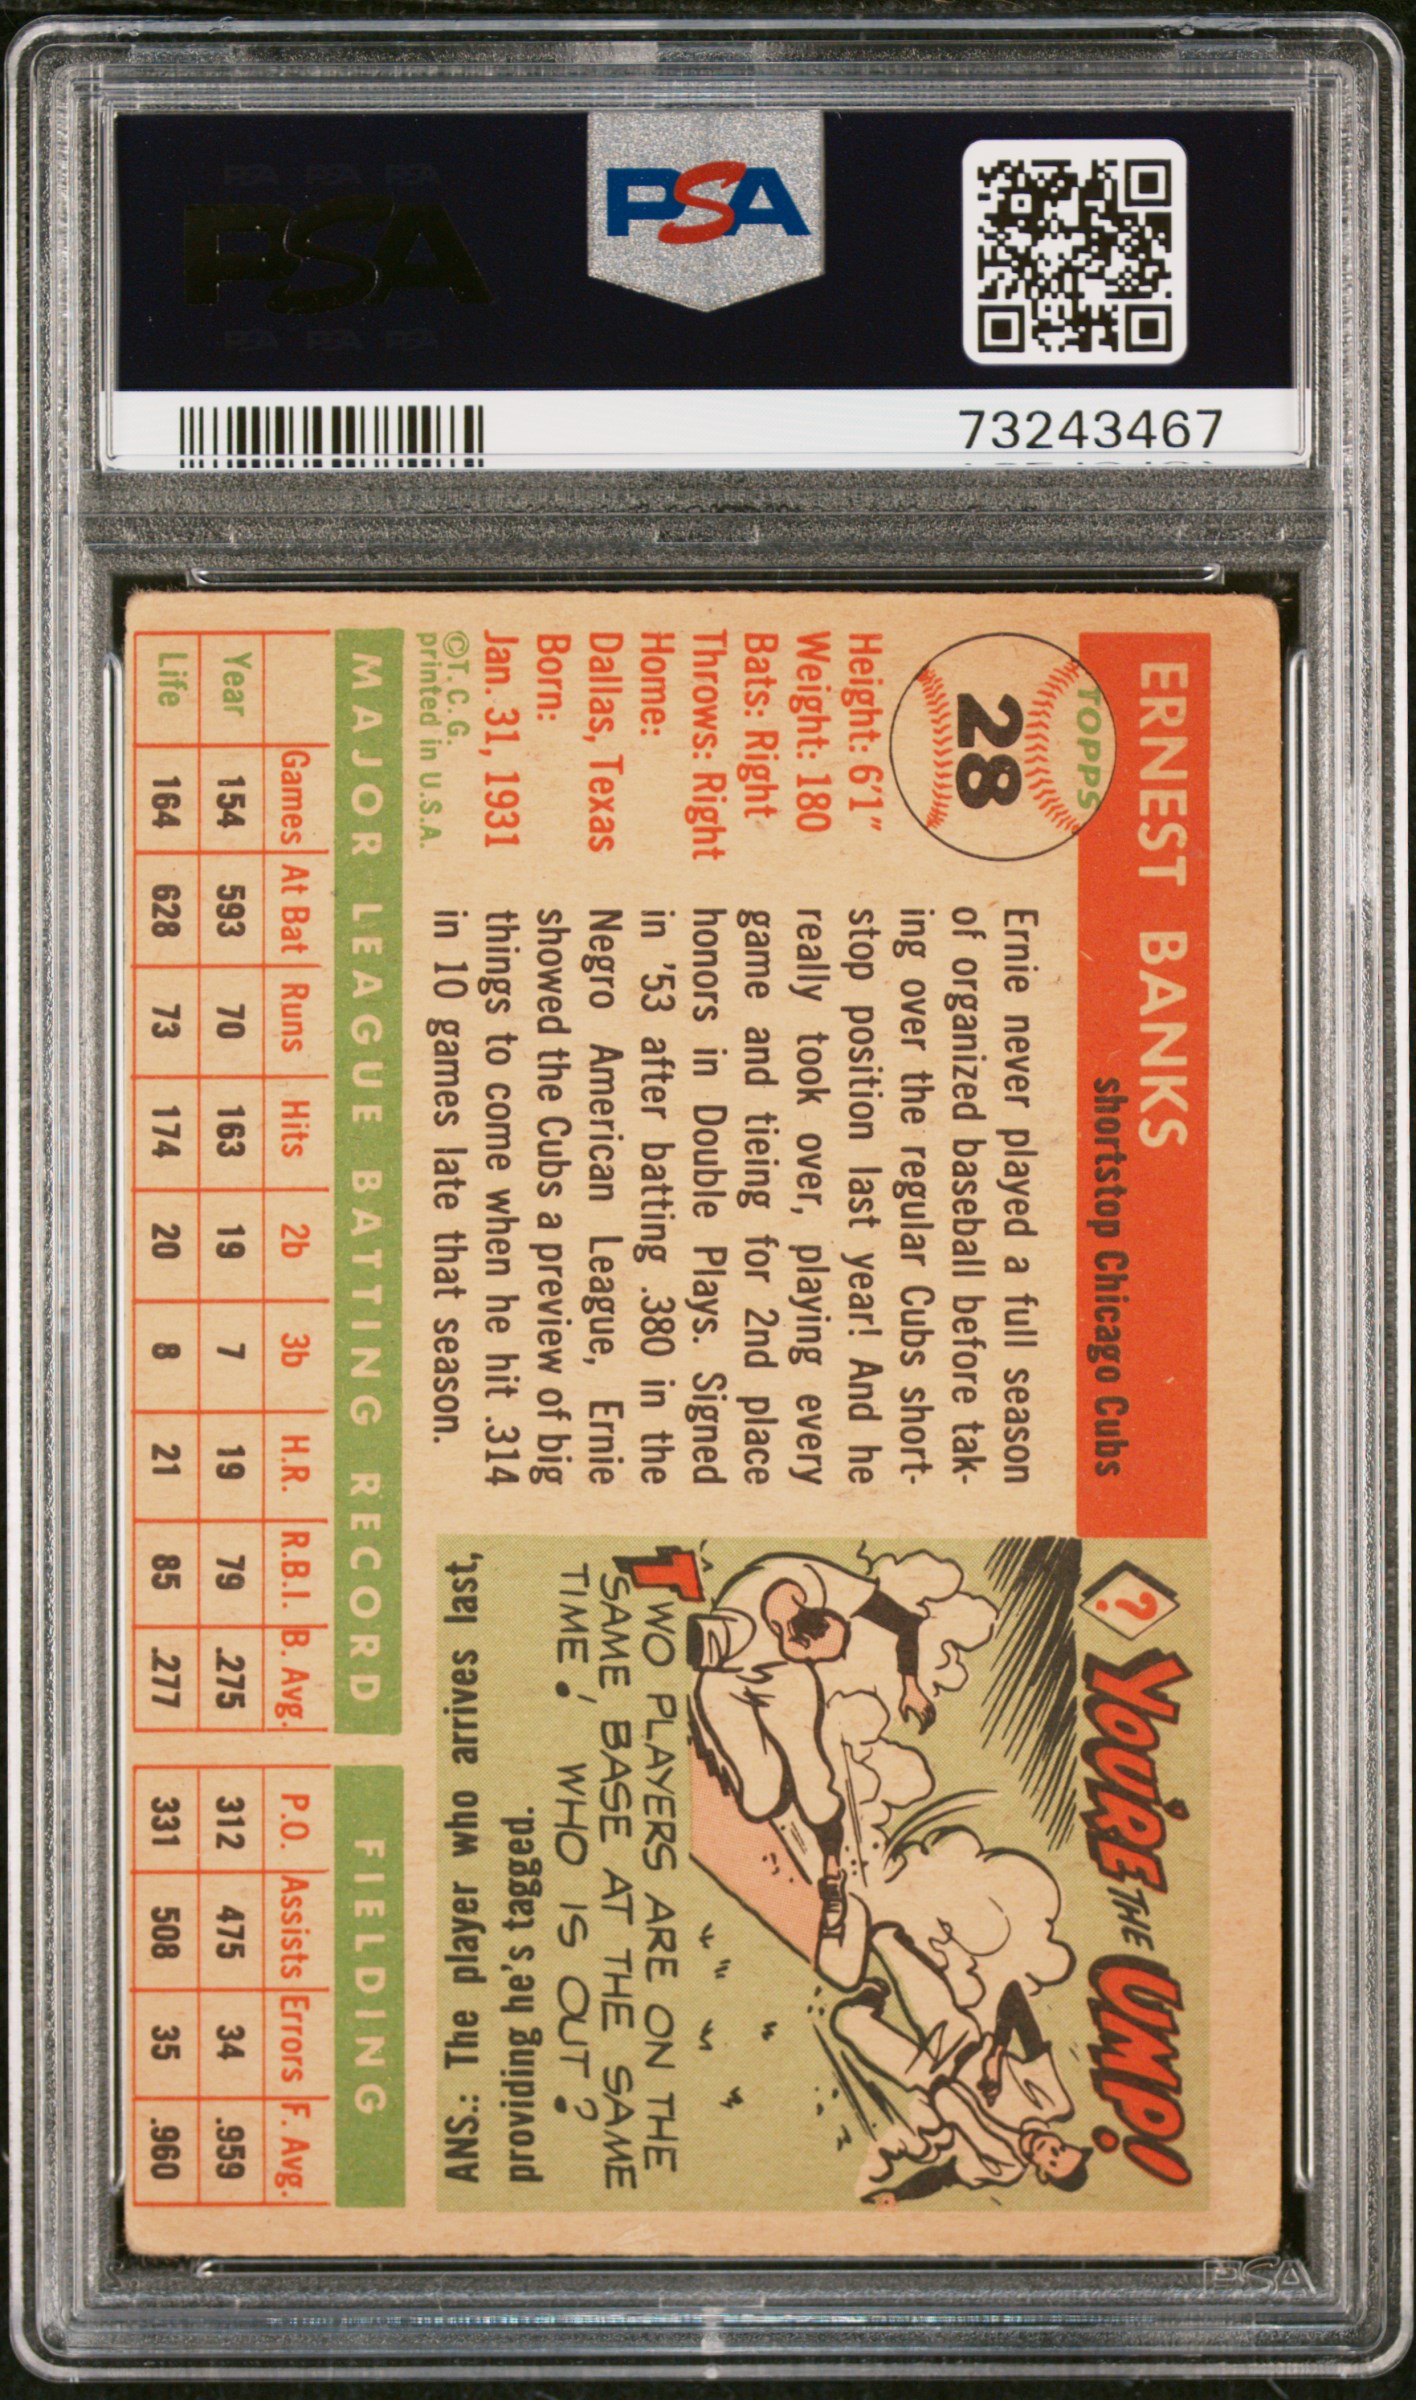 PSA PSA PSA
PSA
PSA PSA PSA
PSA
73243467
ERNEST BANKS
shortstop Chicago Cubs
TOPPS
28
Height: 6'1"
Weight: 180
Bats: Right
Throws: Right
Home:
Dallas, Texas
Born:
Jan. 31, 1931
©T. C. G.
printed in U.S.A.
Ernie never played a full season
of organized baseball before tak-
ing over the regular Cubs short-
stop position last year! And he
really took over, playing every
game and tieing for 2nd place
honors in Double Plays. Signed
in '53 after batting .380 in the
Negro American League, Ernie
showed the Cubs a preview of big
things to come when he hit .314
in 10 games late that season.
? YOU'RE THE UMP!
TWO PLAYERS ARE ON THE
SAME BASE AT THE SAME
TIME! WHO IS OUT?
ANS.: The player who arrives last,
providing he's tagged.
MAJOR LEAGUE BATTING RECORD FIELDING
Games At Bat Runs Hits 2b 3b H.R. R.B.I. B. Avg. P.O. Assists Errors F. Avg.
Year 154 593 70 163 19 7 19 79 .275 312 475 34 .959
Life 164 628 73 174 20 8 21 85 .277 331 508 35 .960
PSA